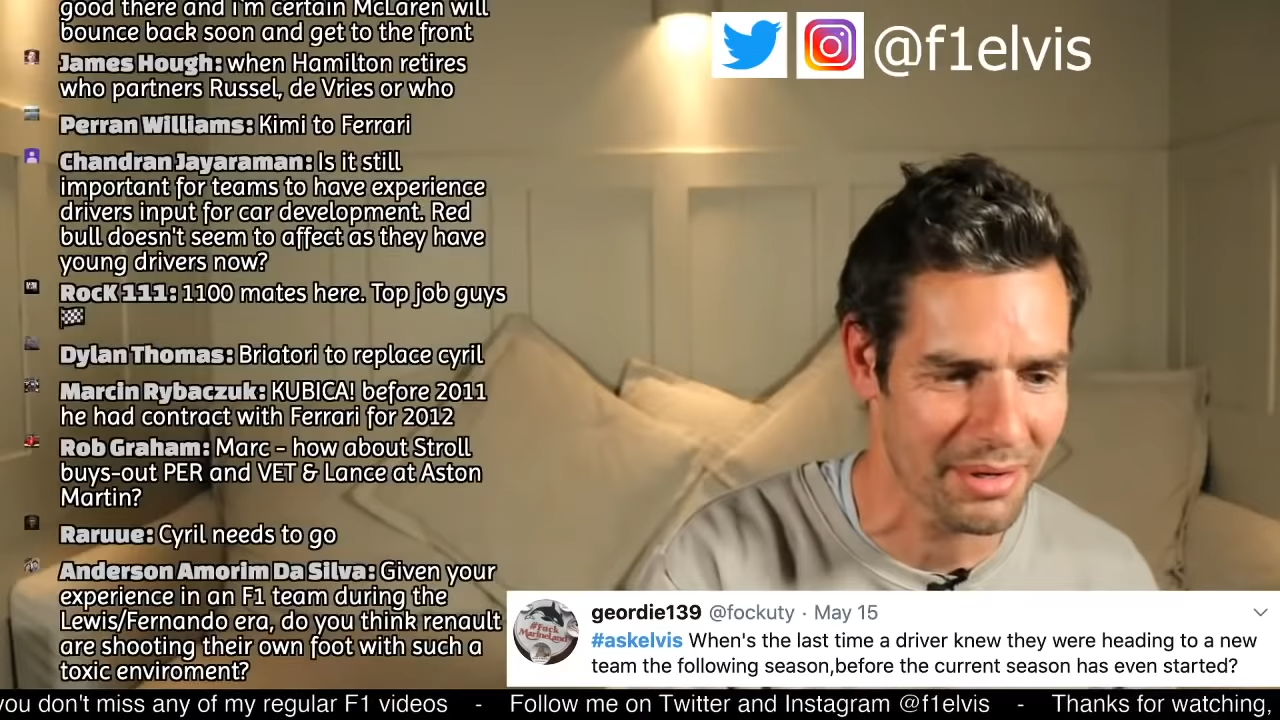 good there and i'm certain McLaren will
bounce back soon and get to the front
James Hough: when Hamilton retires
who partners Russel, de Vries or who
Perran Williams: Kimi to Ferrari
Chandran Jayaraman: Is it still
important for teams to have experience
drivers input for car development. Red
bull doesn't seem to affect as they have
young drivers now?
RocK 111: 1100 mates here. Top job guys
🏁
Dylan Thomas: Briatori to replace cyril
Marcin Rybaczuk: KUBICA! before 2011
he had contract with Ferrari for 2012
Rob Graham: Marc - how about Stroll
buys-out PER and VET & Lance at Aston
Martin?
Raruue: Cyril needs to go
Anderson Amorim Da Silva: Given your
experience in an F1 team during the
Lewis/Fernando era, do you think renault
are shooting their own foot with such a
toxic enviroment?
@f1elvis
geordie139 @fockuty · May 15
#askelvis When's the last time a driver knew they were heading to a new
team the following season,before the current season has even started?
#Fuck
MarineLand
you don't miss any of my regular F1 videos - Follow me on Twitter and Instagram @f1elvis - Thanks for watching,